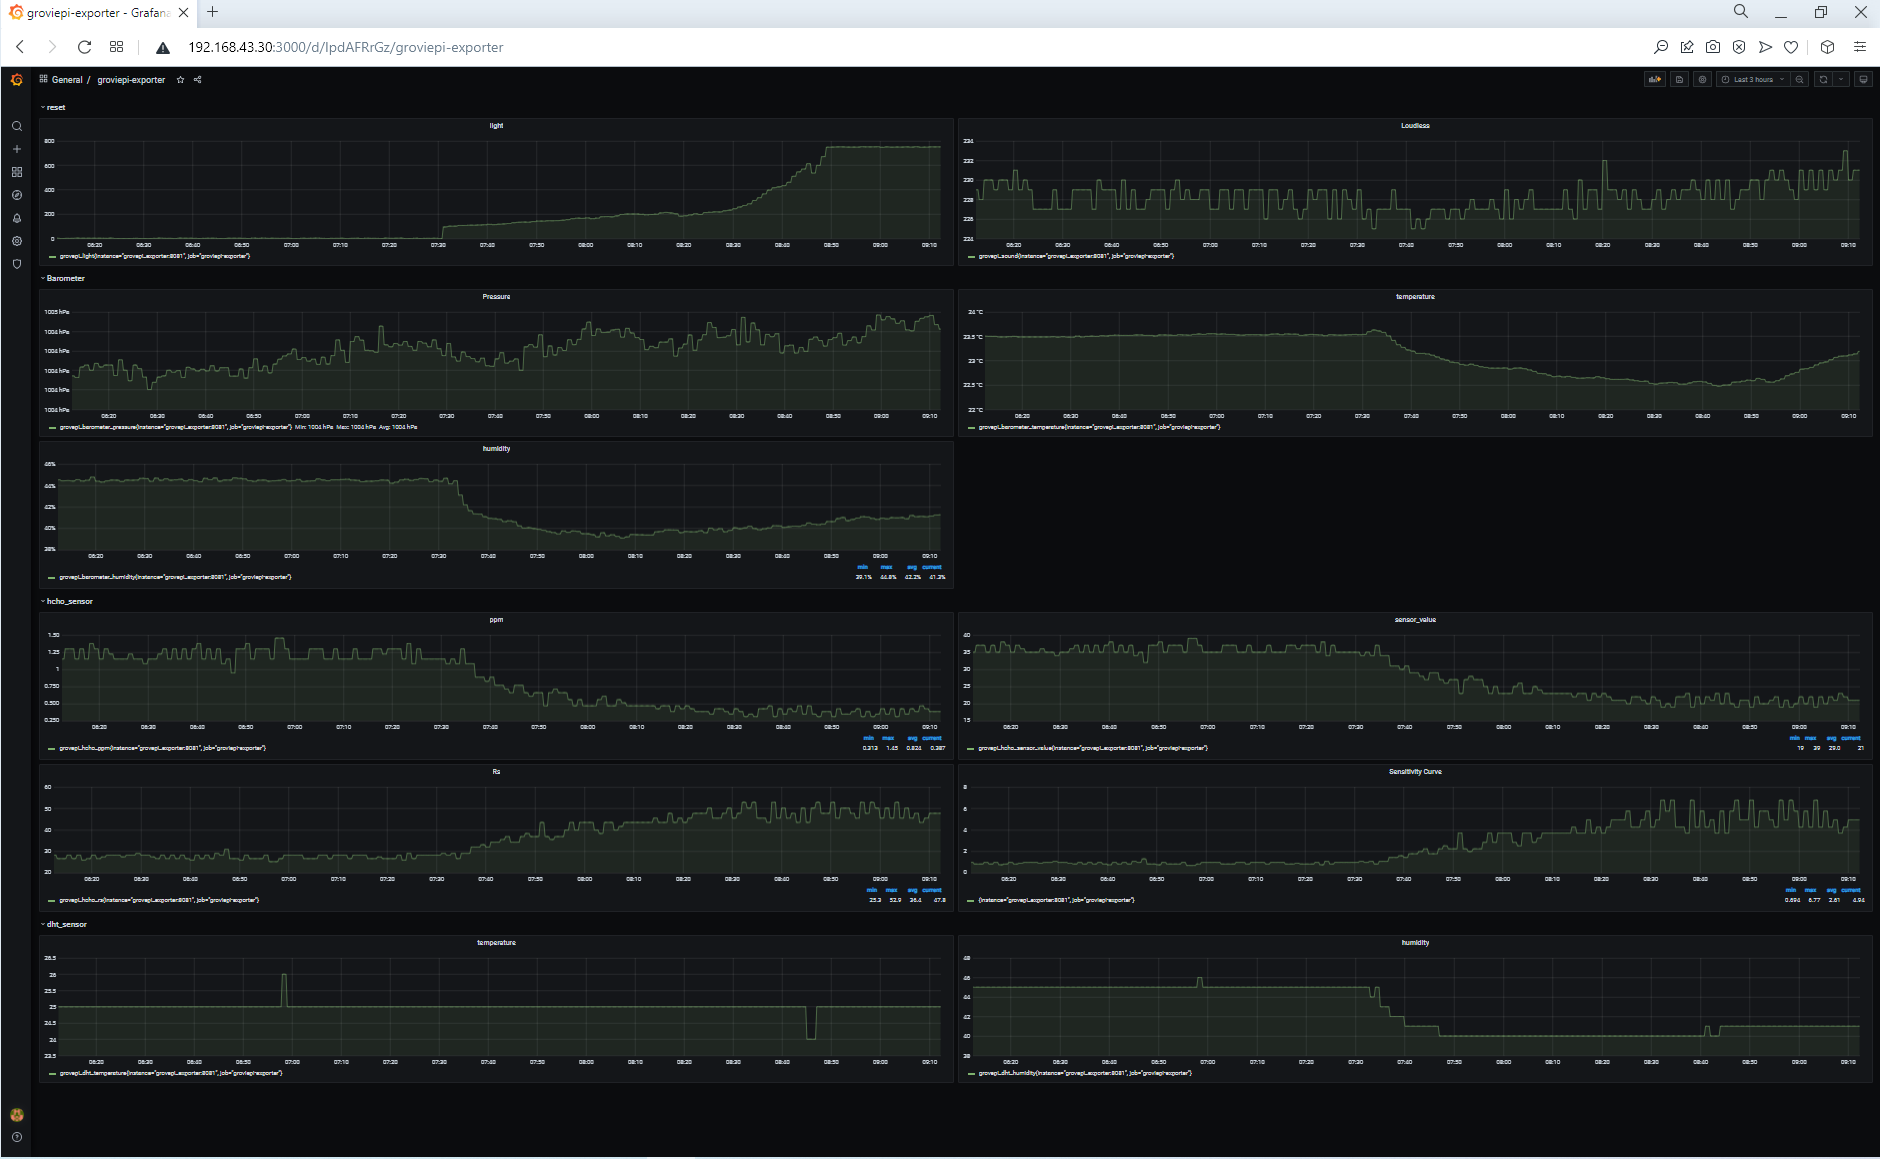 groviepi-exporter - Grafana
192.168.43.30:3000/d/IpdAFRrGz/groviepi-exporter
General / groviepi-exporter
Last 3 hours
reset
light
800
600
400
200
0
06:20 06:30 06:40 06:50 07:00 07:10 07:20 07:30 07:40 07:50 08:00 08:10 08:20 08:30 08:40 08:50 09:00 09:10
grovepi_light{instance="grovepi_exporter:8081", job="groviepi-exporter"}
Loudless
234
232
230
228
226
224
06:20 06:30 06:40 06:50 07:00 07:10 07:20 07:30 07:40 07:50 08:00 08:10 08:20 08:30 08:40 08:50 09:00 09:10
grovepi_sound{instance="grovepi_exporter:8081", job="groviepi-exporter"}
Barometer
Pressure
1005 hPa
1004 hPa
1004 hPa
1004 hPa
1004 hPa
1004 hPa
06:20 06:30 06:40 06:50 07:00 07:10 07:20 07:30 07:40 07:50 08:00 08:10 08:20 08:30 08:40 08:50 09:00 09:10
grovepi_barometer_pressure{instance="grovepi_exporter:8081", job="groviepi-exporter"} Min: 1004 hPa Max: 1004 hPa Avg: 1004 hPa
temperature
24 °C
23.5 °C
23 °C
22.5 °C
22 °C
06:20 06:30 06:40 06:50 07:00 07:10 07:20 07:30 07:40 07:50 08:00 08:10 08:20 08:30 08:40 08:50 09:00 09:10
grovepi_barometer_temperature{instance="grovepi_exporter:8081", job="groviepi-exporter"}
humidity
46%
44%
42%
40%
38%
06:20 06:30 06:40 06:50 07:00 07:10 07:20 07:30 07:40 07:50 08:00 08:10 08:20 08:30 08:40 08:50 09:00 09:10
min max avg current
grovepi_barometer_humidity{instance="grovepi_exporter:8081", job="groviepi-exporter"} 39.1% 44.8% 42.2% 41.3%
hcho_sensor
ppm
1.50
1.25
1
0.750
0.500
0.250
06:20 06:30 06:40 06:50 07:00 07:10 07:20 07:30 07:40 07:50 08:00 08:10 08:20 08:30 08:40 08:50 09:00 09:10
min max avg current
grovepi_hcho_ppm{instance="grovepi_exporter:8081", job="groviepi-exporter"} 0.313 1.45 0.824 0.387
sensor_value
40
35
30
25
20
15
06:20 06:30 06:40 06:50 07:00 07:10 07:20 07:30 07:40 07:50 08:00 08:10 08:20 08:30 08:40 08:50 09:00 09:10
min max avg current
grovepi_hcho_sensor_value{instance="grovepi_exporter:8081", job="groviepi-exporter"} 19 39 29.0 21
Rs
60
50
40
30
20
06:20 06:30 06:40 06:50 07:00 07:10 07:20 07:30 07:40 07:50 08:00 08:10 08:20 08:30 08:40 08:50 09:00 09:10
min max avg current
grovepi_hcho_rs{instance="grovepi_exporter:8081", job="groviepi-exporter"} 25.3 52.9 36.4 47.8
Sensitivity Curve
8
6
4
2
0
06:20 06:30 06:40 06:50 07:00 07:10 07:20 07:30 07:40 07:50 08:00 08:10 08:20 08:30 08:40 08:50 09:00 09:10
min max avg current
{instance="grovepi_exporter:8081", job="groviepi-exporter"} 0.694 6.77 2.61 4.94
dht_sensor
temperature
26.5
26
25.5
25
24.5
24
23.5
06:20 06:30 06:40 06:50 07:00 07:10 07:20 07:30 07:40 07:50 08:00 08:10 08:20 08:30 08:40 08:50 09:00 09:10
grovepi_dht_temperature{instance="grovepi_exporter:8081", job="groviepi-exporter"}
humidity
48
46
44
42
40
38
06:20 06:30 06:40 06:50 07:00 07:10 07:20 07:30 07:40 07:50 08:00 08:10 08:20 08:30 08:40 08:50 09:00 09:10
grovepi_dht_humidity{instance="grovepi_exporter:8081", job="groviepi-exporter"}